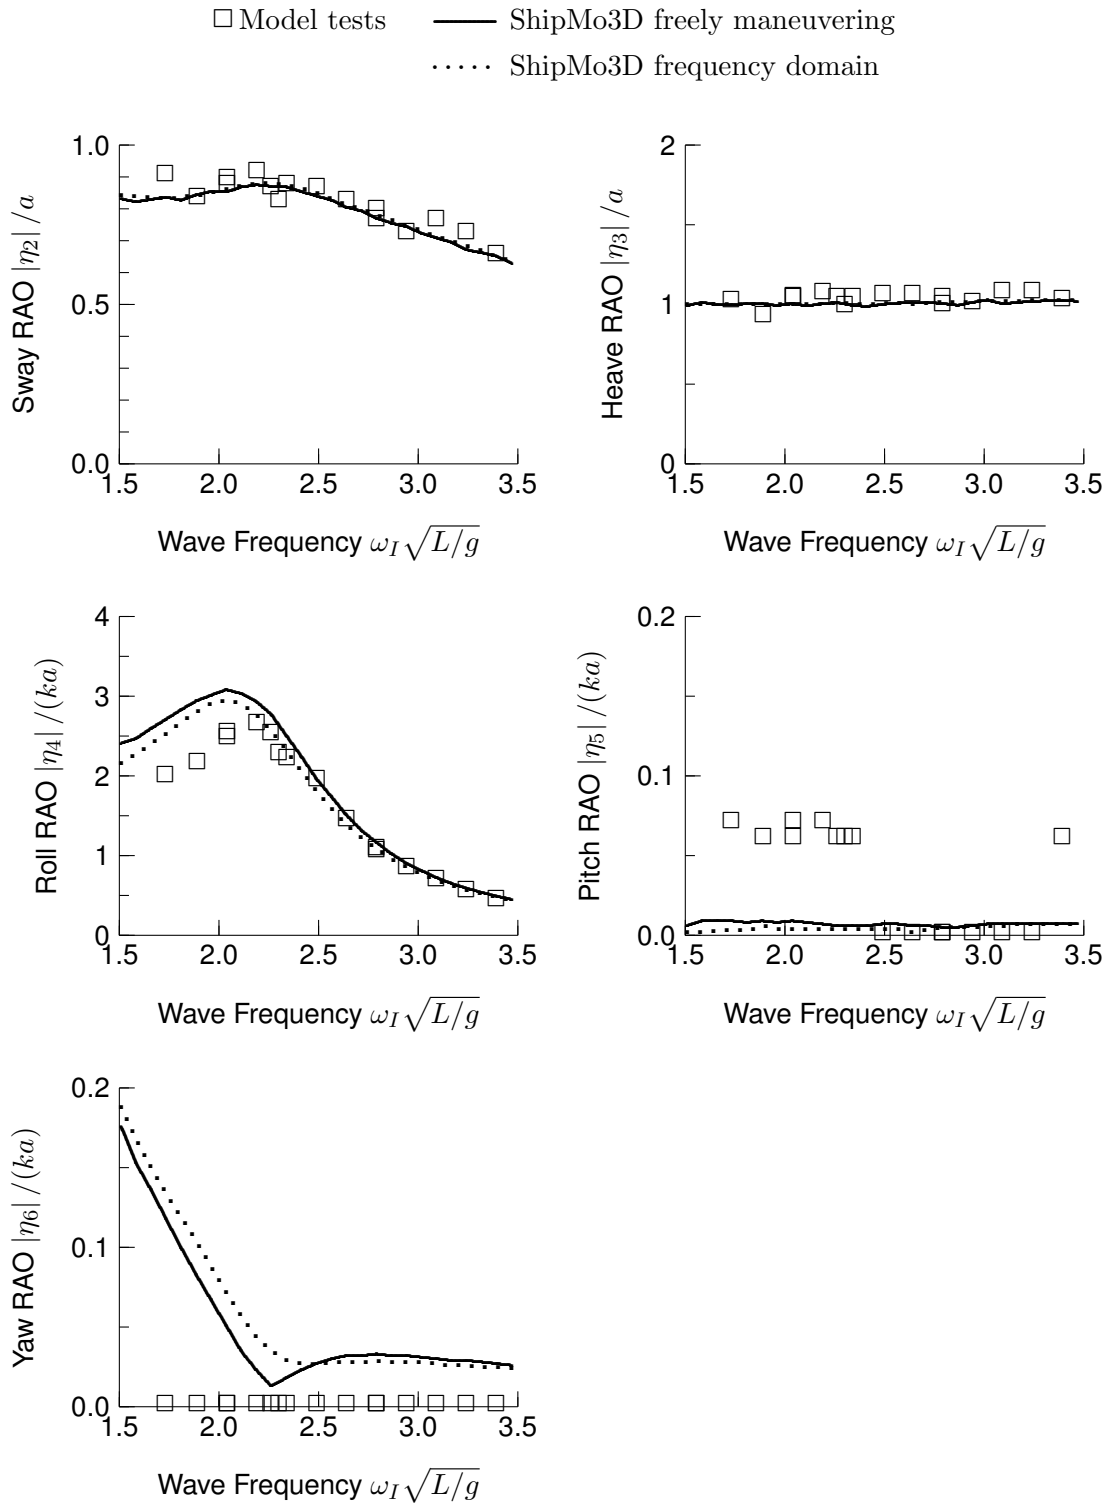 □ Model tests —— ShipMo3D freely maneuvering
····· ShipMo3D frequency domain
Sway RAO |η₂|/a
1.0
0.5
0.0
1.5 2.0 2.5 3.0 3.5
Wave Frequency ω_I√(L/g)
Heave RAO |η₃|/a
2
1
0
1.5 2.0 2.5 3.0 3.5
Wave Frequency ω_I√(L/g)
Roll RAO |η₄|/(ka)
4
3
2
1
0
1.5 2.0 2.5 3.0 3.5
Wave Frequency ω_I√(L/g)
Pitch RAO |η₅|/(ka)
0.2
0.1
0.0
1.5 2.0 2.5 3.0 3.5
Wave Frequency ω_I√(L/g)
Yaw RAO |η₆|/(ka)
0.2
0.1
0.0
1.5 2.0 2.5 3.0 3.5
Wave Frequency ω_I√(L/g)